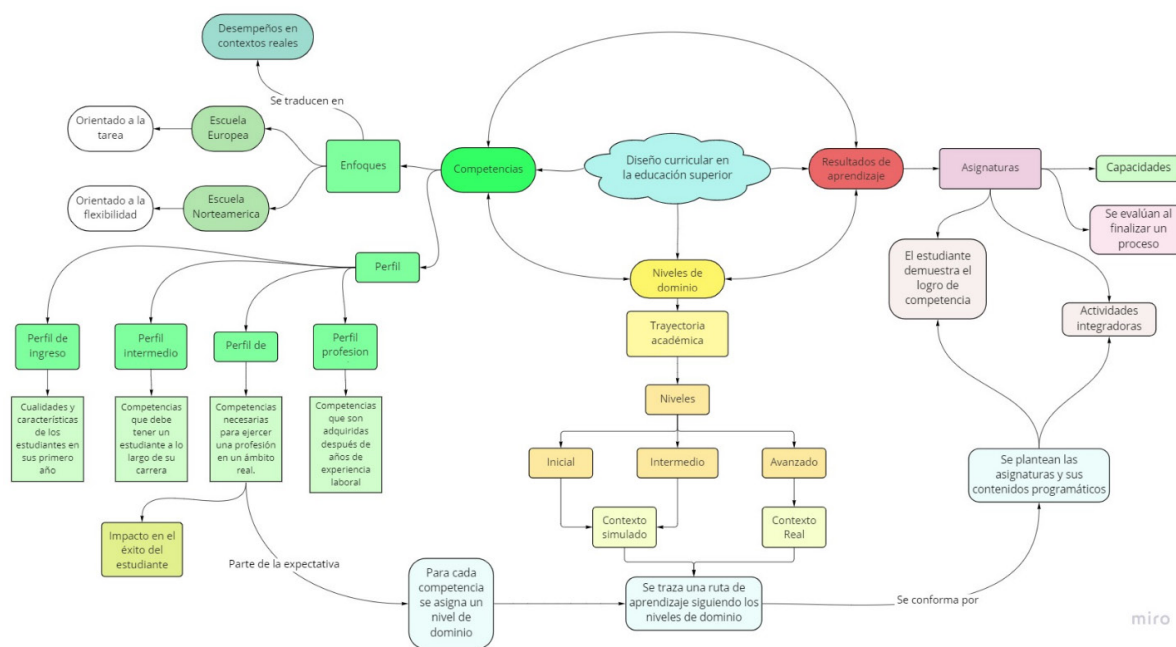 Desempeños en
contextos reales
Se traducen en
Orientado a la
tarea
Escuela
Europea
Enfoques
Orientado a la
flexibilidad
Escuela
Norteamerica
Competencias
Diseño curricular en
la educación superior
Resultados de
aprendizaje
Asignaturas
Capacidades
Se evalúan al
finalizar un
proceso
El estudiante
demuestra el
logro de
competencia
Actividades
integradoras
Perfil
Niveles de
dominio
Trayectoria
académica
Niveles
Perfil de
ingreso
Perfil
intermedio
Perfil de
Perfil
profesion
Cualidades y
características
de los
estudiantes en
sus primero
año
Competencias
que debe
tener un
estudiante a lo
largo de su
carrera
Competencias
necesarias
para ejercer
una profesión
en un ámbito
real.
Competencias
que son
adquiridas
después de
años de
experiencia
laboral
Inicial
Intermedio
Avanzado
Contexto
simulado
Contexto
Real
Se plantean las
asignaturas y sus
contenidos programáticos
Impacto en el
éxito del
estudiante
Parte de la expectativa
Para cada
competencia
se asigna un
nivel de
dominio
Se traza una ruta de
aprendizaje siguiendo los
niveles de dominio
Se conforma por
miro